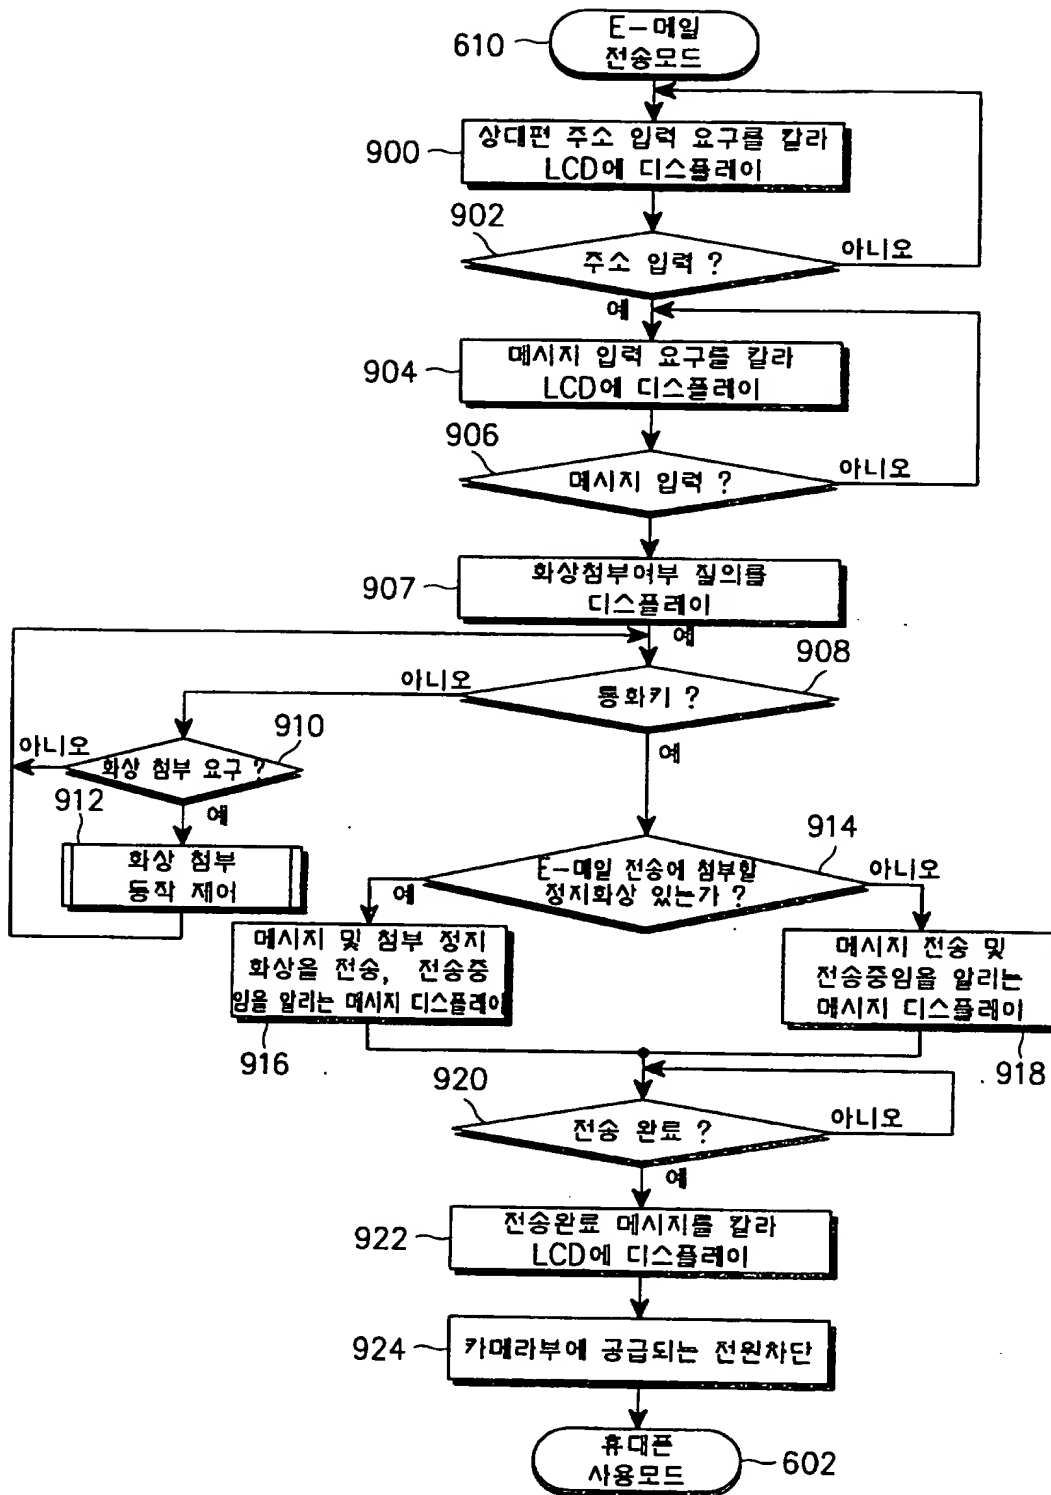 E-메일
전송모드
610
상대편 주소 입력 요구를 칼라
LCD에 디스플레이
900
902
주소 입력 ?
아니오
예
메시지 입력 요구를 칼라
LCD에 디스플레이
904
906
메시지 입력 ?
아니오
화상첨부여부 질의를
디스플레이
907
예
908
통화키 ?
아니오
예
910
화상 첨부 요구 ?
아니오
예
912
화상 첨부
동작 제어
914
E-메일 전송에 첨부할
정지화상 있는가 ?
예
아니오
메시지 및 첨부 정지
화상을 전송, 전송중
임을 알리는 메시지 디스플레이
916
메시지 전송 및
전송중임을 알리는
메시지 디스플레이
918
920
전송 완료 ?
아니오
예
전송완료 메시지를 칼라
LCD에 디스플레이
922
924
카메라부에 공급되는 전원차단
휴대폰
사용모드
602